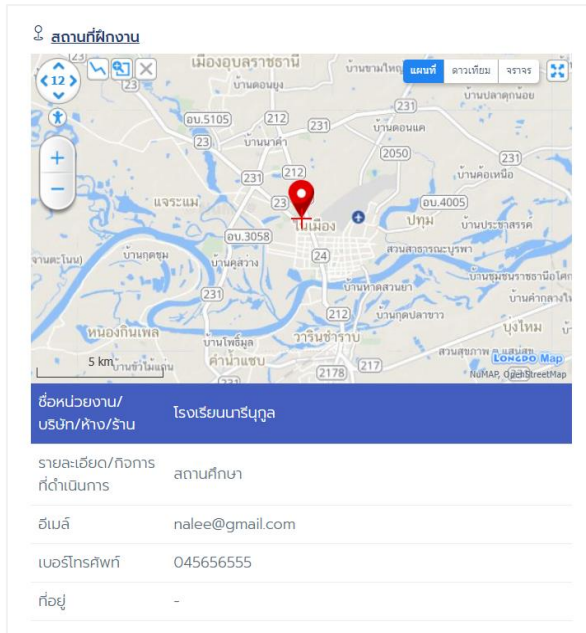 สถานที่ฝึกงาน
23
12
23
เมืองอุบลราชธานี
บ้านดอนยุง
บ้านขามใหญ่
แผนที่ ดาวเทียม จราจร
บ้านปลาดุกน้อย
231
อบ.5105
212
231
บ้านดอนแค
23
บ้านนาคำ
2050
231
บ้านค้อเหนือ
231
212
แจระแม
23
อบ.4005
ในเมือง
ปทุม
บ้านประชาสรรค์
อบ.3058
24
สวนสาธารณะบูรพา
บ้านกุดชุม
บ้านคูสว่าง
231
บ้านหาดสวนยา
212
บ้านกุดปลาขาว
บ้านค้ำกลาง
หนองกินเพล
บ้านโพธิ์มูล
วารินชำราบ
บุ่งไหม
5 km
คำน้ำแซบ
217
2178
Longdo Map
NuMAP, OpenStreetMap
ชื่อหน่วยงาน/
บริษัท/ห้าง/ร้าน โรงเรียนนารีนุกูล
รายละเอียด/กิจการ
ที่ดำเนินการ สถานศึกษา
อีเมล์ nalee@gmail.com
เบอร์โทรศัพท์ 045656555
ที่อยู่ -